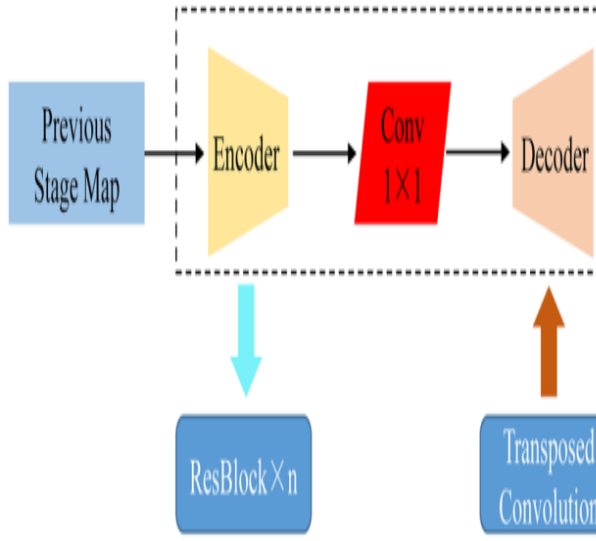 Previous
Stage Map
Encoder
Conv
1×1
Decoder
ResBlock×n
Transposed
Convolution